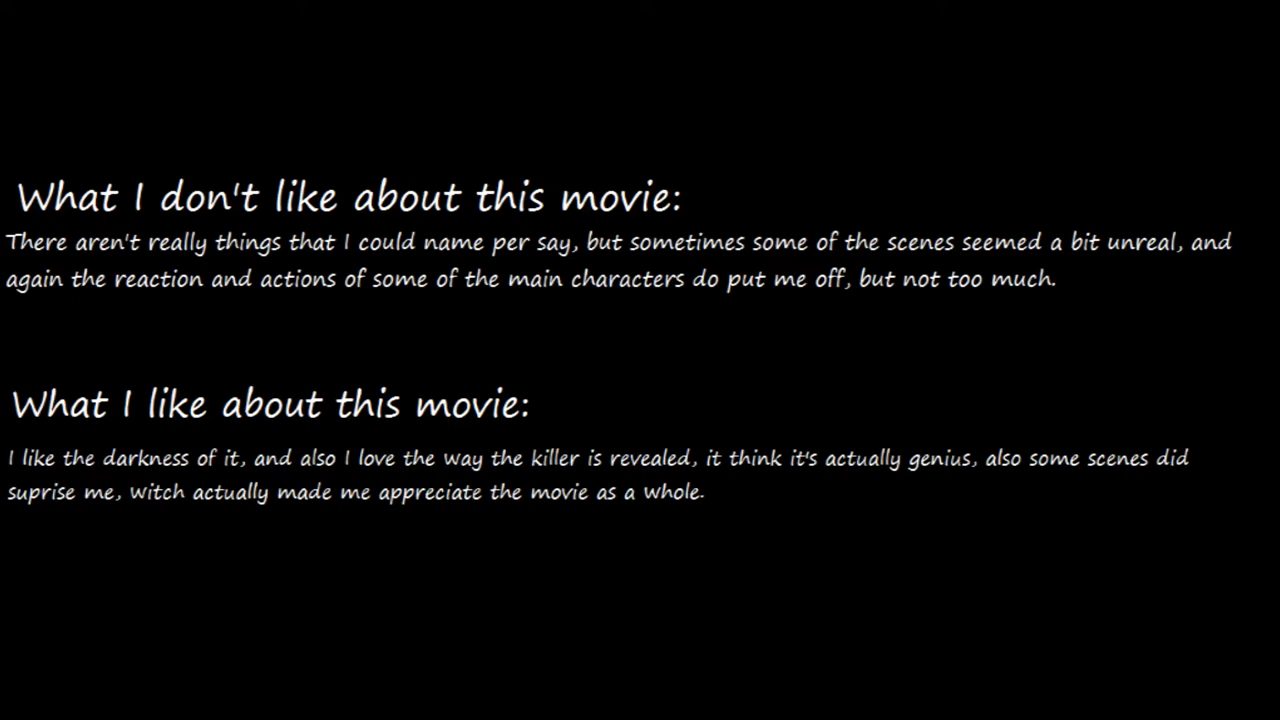 What I don't like about this movie:
There aren't really things that I could name per say, but sometimes some of the scenes seemed a bit unreal, and
again the reaction and actions of some of the main characters do put me off, but not too much.
What I like about this movie:
I like the darkness of it, and also I love the way the killer is revealed, it think it's actually genius, also some scenes did
suprise me, witch actually made me appreciate the movie as a whole.